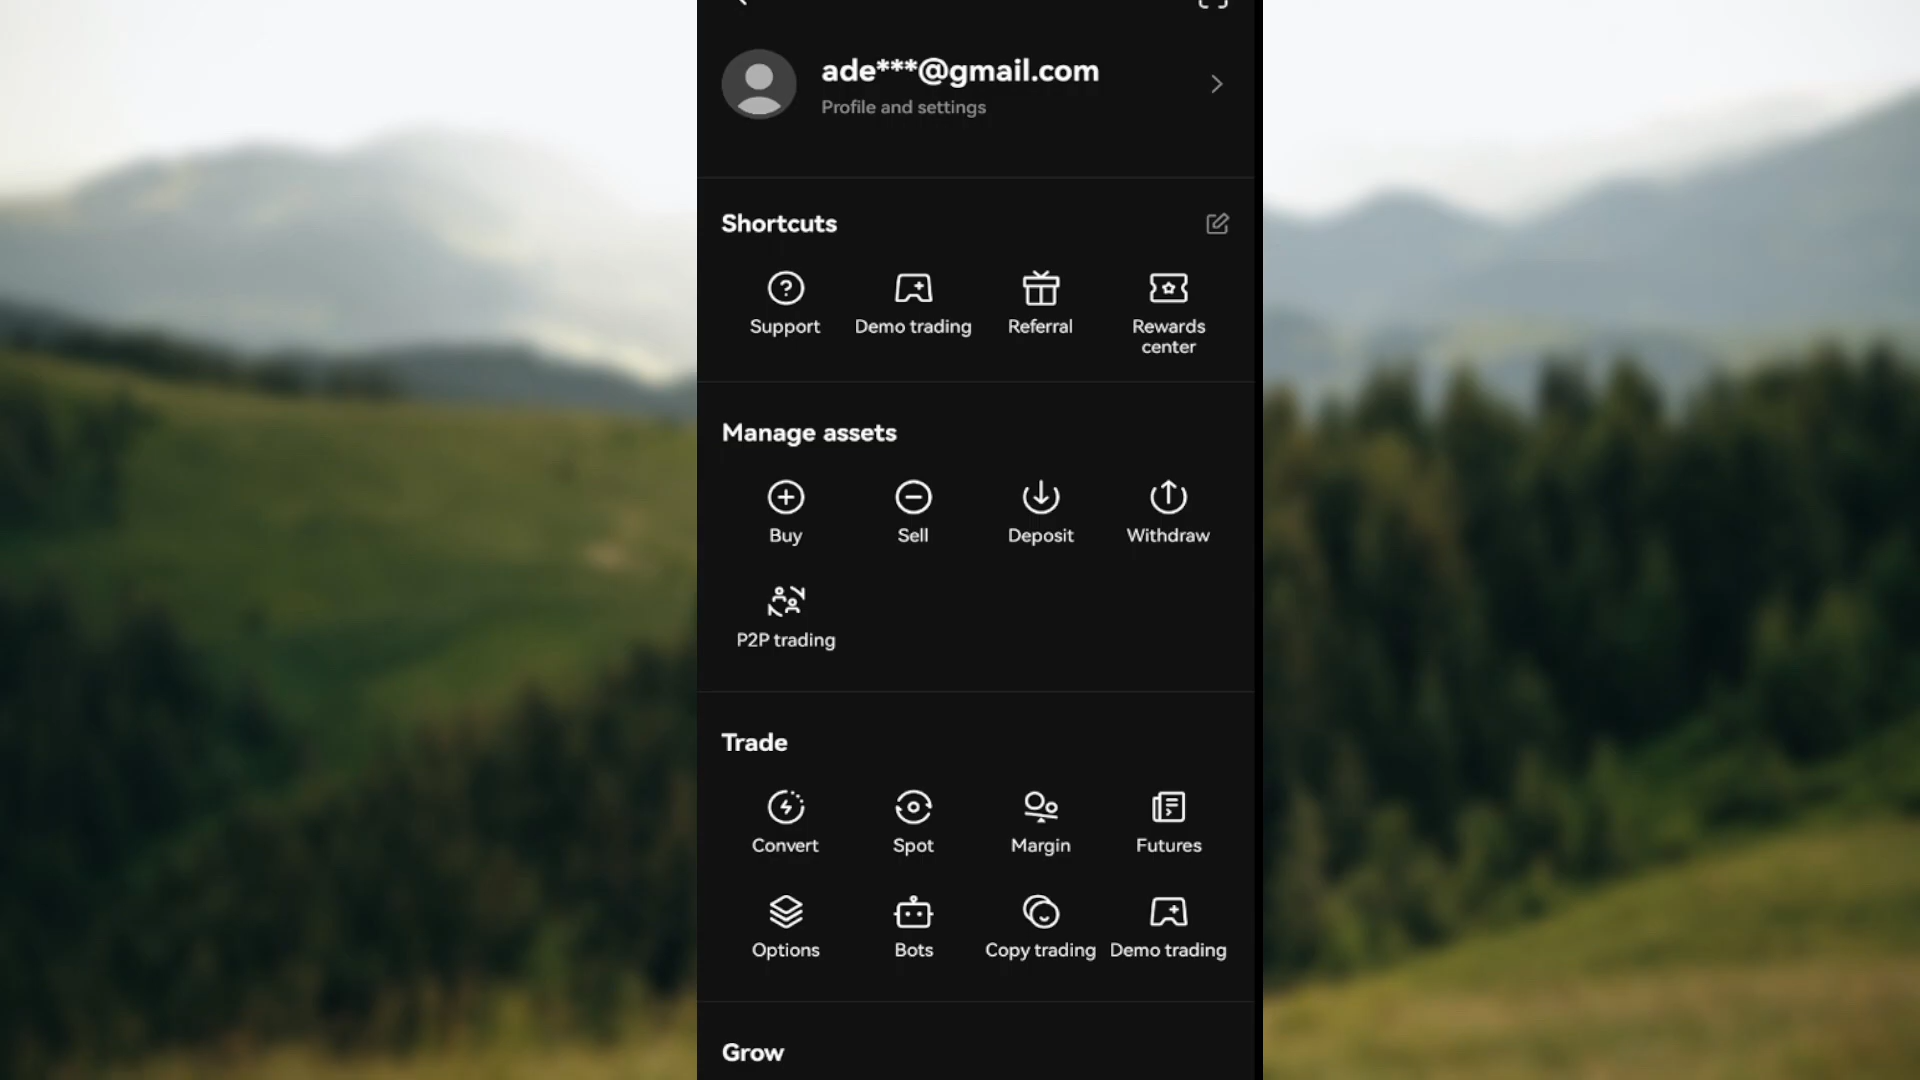 ade***@gmail.com
Profile and settings
Shortcuts
Support
Demo trading
Referral
Rewards
center
Manage assets
Buy
Sell
Deposit
Withdraw
P2P trading
Trade
Convert
Spot
Margin
Futures
Options
Bots
Copy trading
Demo trading
Grow